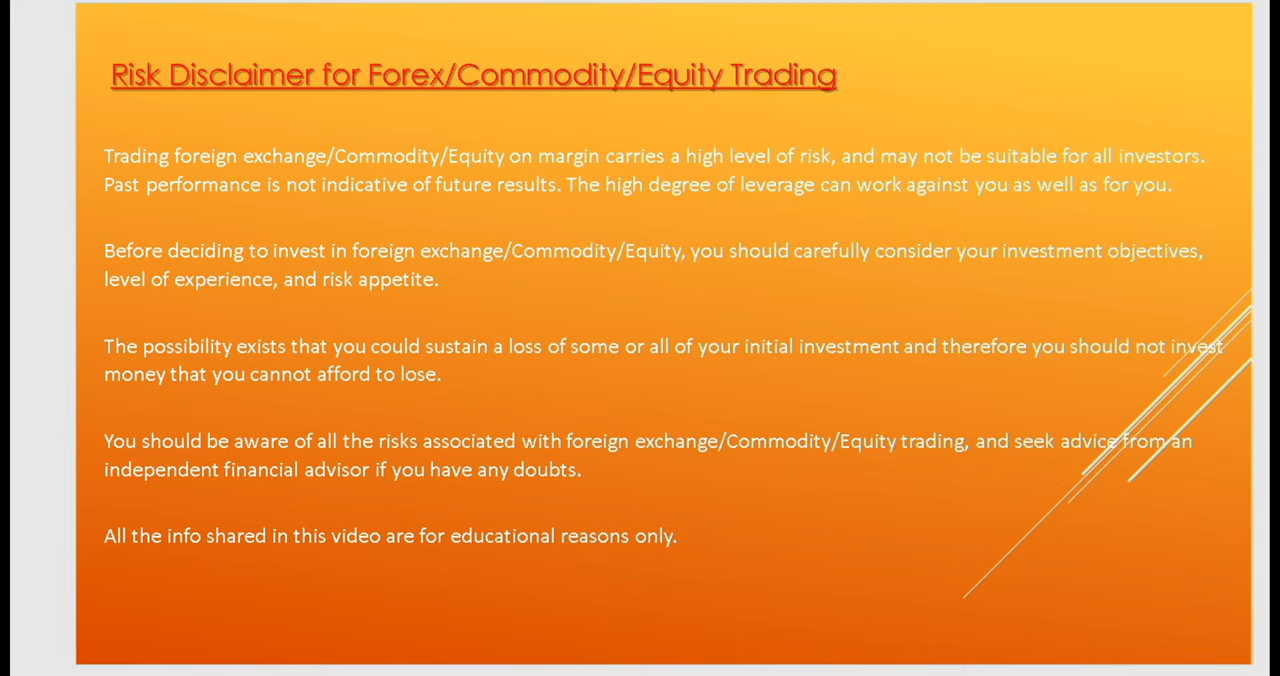 Risk Disclaimer for Forex/Commodity/Equity Trading
Trading foreign exchange/Commodity/Equity on margin carries a high level of risk, and may not be suitable for all investors.
Past performance is not indicative of future results. The high degree of leverage can work against you as well as for you.
Before deciding to invest in foreign exchange/Commodity/Equity, you should carefully consider your investment objectives,
level of experience, and risk appetite.
The possibility exists that you could sustain a loss of some or all of your initial investment and therefore you should not invest
money that you cannot afford to lose.
You should be aware of all the risks associated with foreign exchange/Commodity/Equity trading, and seek advice from an
independent financial advisor if you have any doubts.
All the info shared in this video are for educational reasons only.